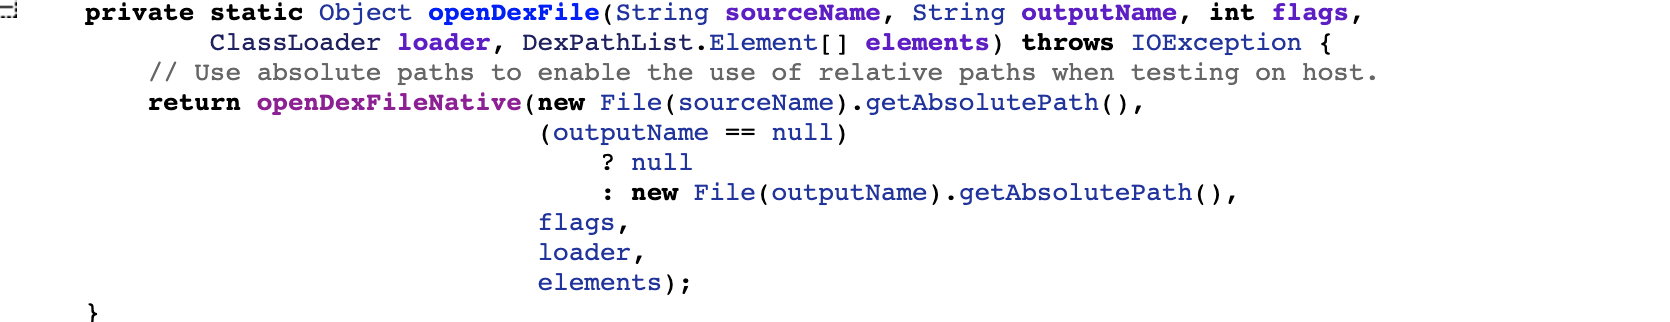 private static Object openDexFile(String sourceName, String outputName, int flags,
        ClassLoader loader, DexPathList.Element[] elements) throws IOException {
    // Use absolute paths to enable the use of relative paths when testing on host.
    return openDexFileNative(new File(sourceName).getAbsolutePath(),
                             (outputName == null)
                                 ? null
                                 : new File(outputName).getAbsolutePath(),
                             flags,
                             loader,
                             elements);
}